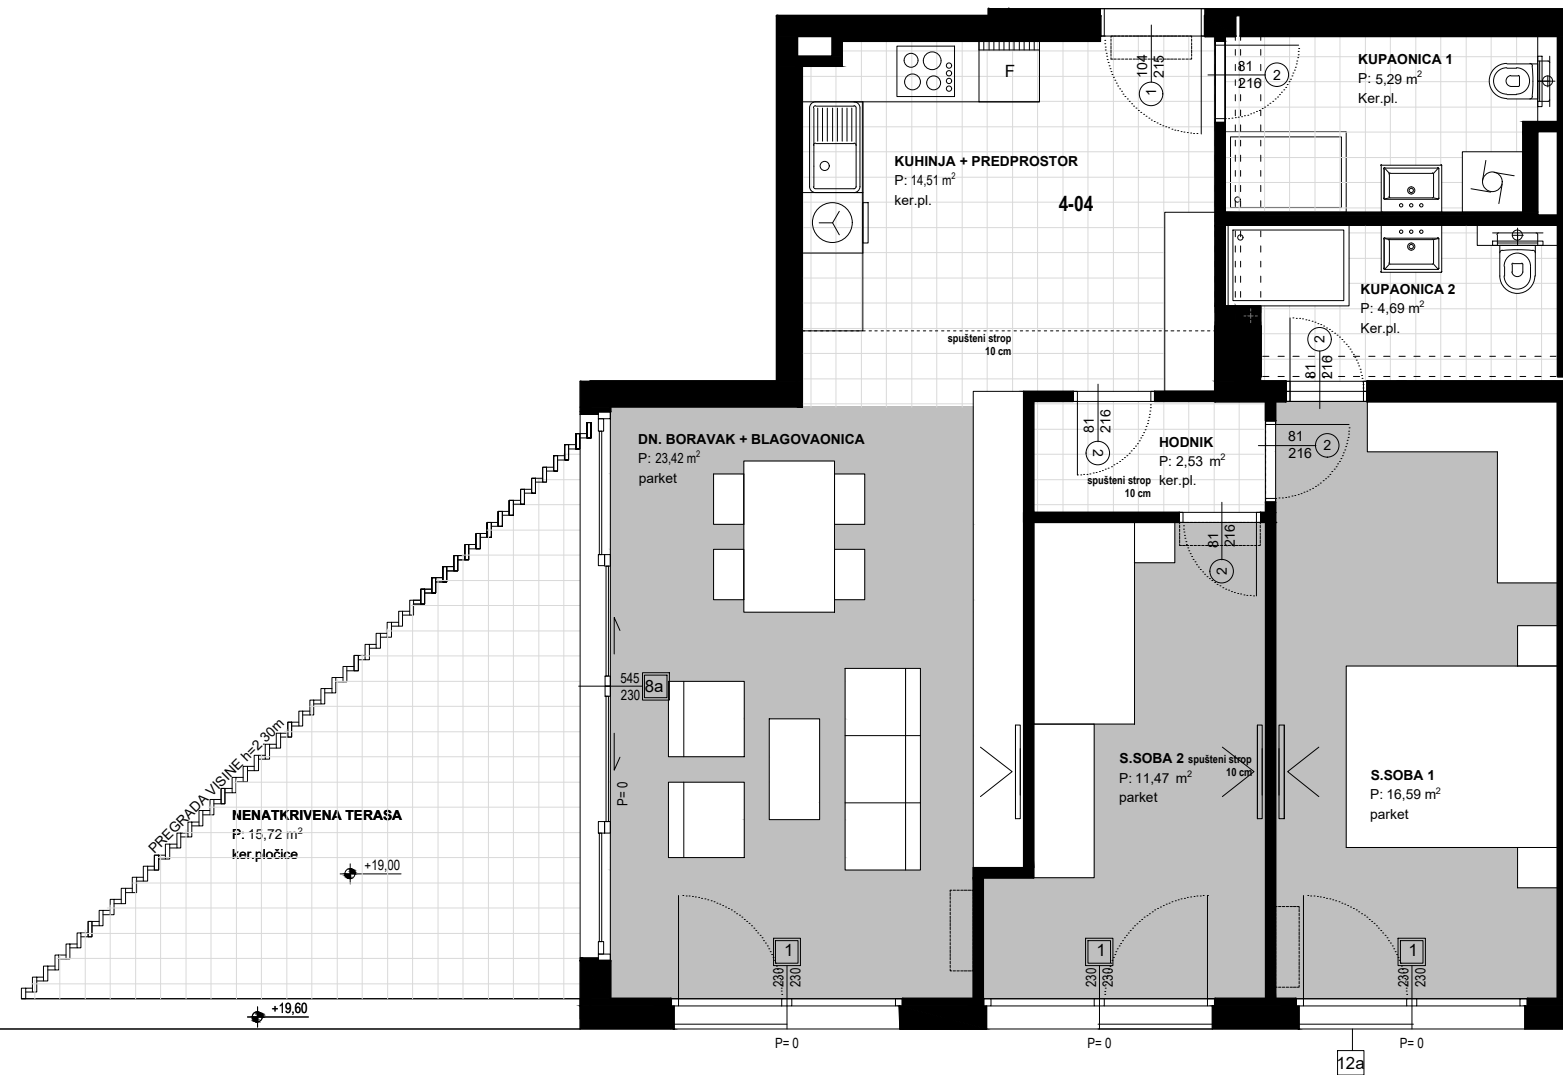 KUPAONICA 1
P: 5,29 m²
Ker.pl.
F
104
215
1
81
216
2
KUHINJA + PREDPROSTOR
P: 14,51 m²
ker.pl.
4-04
KUPAONICA 2
P: 4,69 m²
Ker.pl.
spušteni strop
10 cm
2
81
216
DN. BORAVAK + BLAGOVAONICA
P: 23,42 m²
parket
81
216
2
HODNIK
P: 2,53 m²
ker.pl.
spušteni strop
10 cm
81
216
2
81
216
2
545
230
8a
P= 0
S.SOBA 2
spušteni strop
10 cm
P: 11,47 m²
parket
S.SOBA 1
P: 16,59 m²
parket
PREGRADA VISINE h=2,30m
NENATKRIVENA TERASA
P: 15,72 m²
ker.pločice
+19,00
1
230
230
1
230
230
1
230
230
+19,60
P= 0
P= 0
P= 0
12a